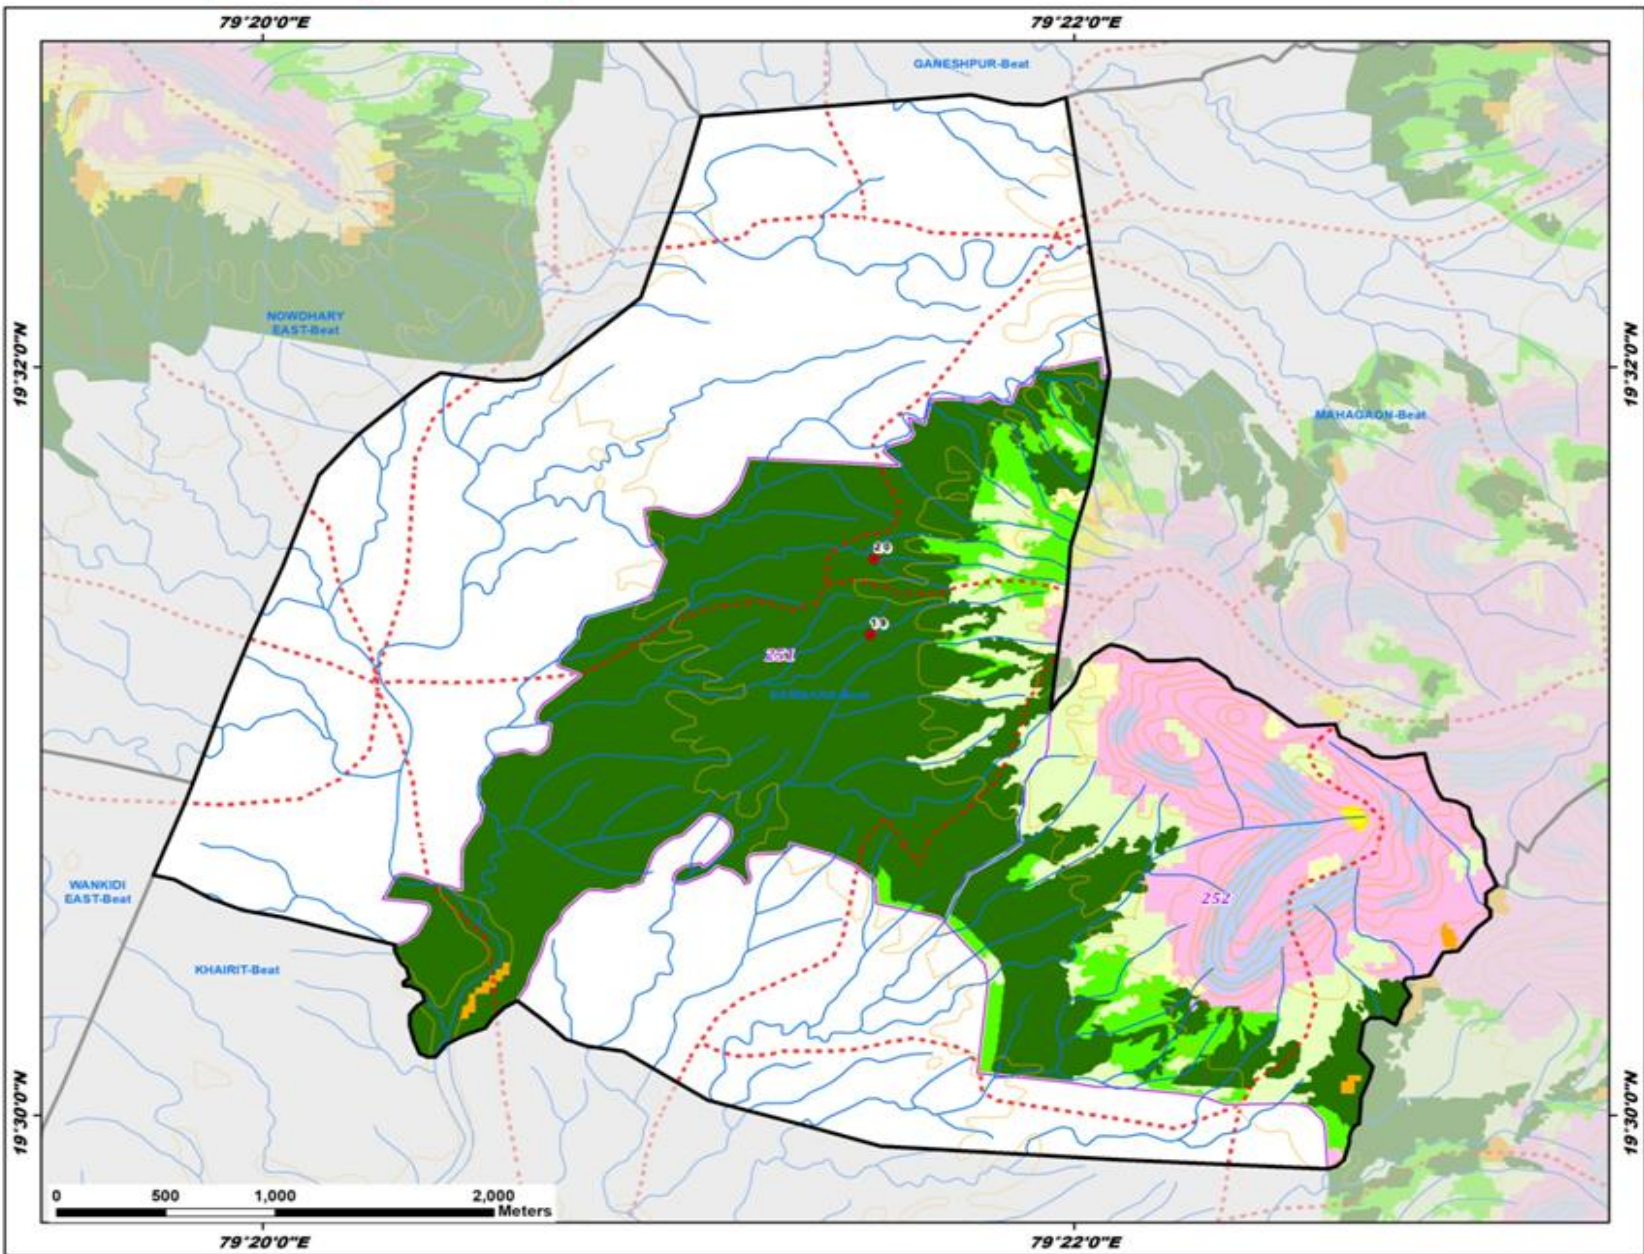 79°20'0"E
79°22'0"E
GANESHPUR-Beat
NOWDHARY
EAST-Beat
19°32'0"N
19°32'0"N
MAHAGAON-Beat
20
19
251
252
WANKIDI
EAST-Beat
KHAIRIT-Beat
19°30'0"N
19°30'0"N
0 500 1,000 2,000
Meters
79°20'0"E
79°22'0"E